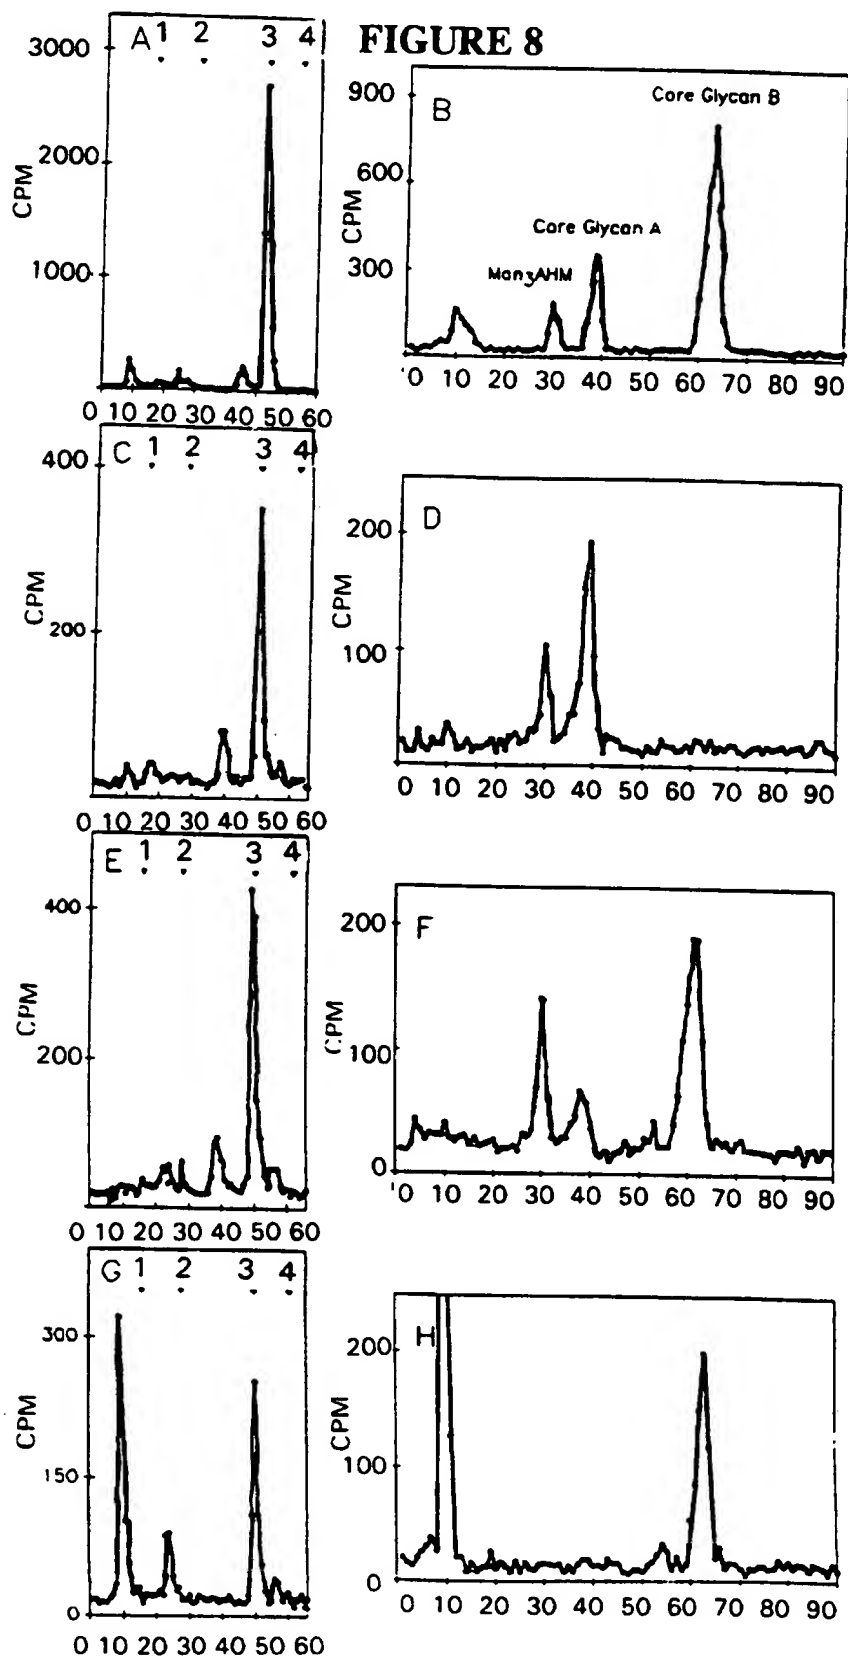 FIGURE 8
A 1 2 3 4
3000
2000
1000
CPM
0 10 20 30 40 50 60
B
Core Glycan B
Core Glycan A
Man3AHM
900
600
300
CPM
0 10 20 30 40 50 60 70 80 90
C 1 2 3 4
400
200
CPM
0 10 20 30 40 50 60
D
200
100
CPM
0 10 20 30 40 50 60 70 80 90
E 1 2 3 4
400
200
CPM
0 10 20 30 40 50 60
F
200
100
0
CPM
0 10 20 30 40 50 60 70 80 90
G 1 2 3 4
300
150
0
CPM
0 10 20 30 40 50 60
H
200
100
0
CPM
0 10 20 30 40 50 60 70 80 90